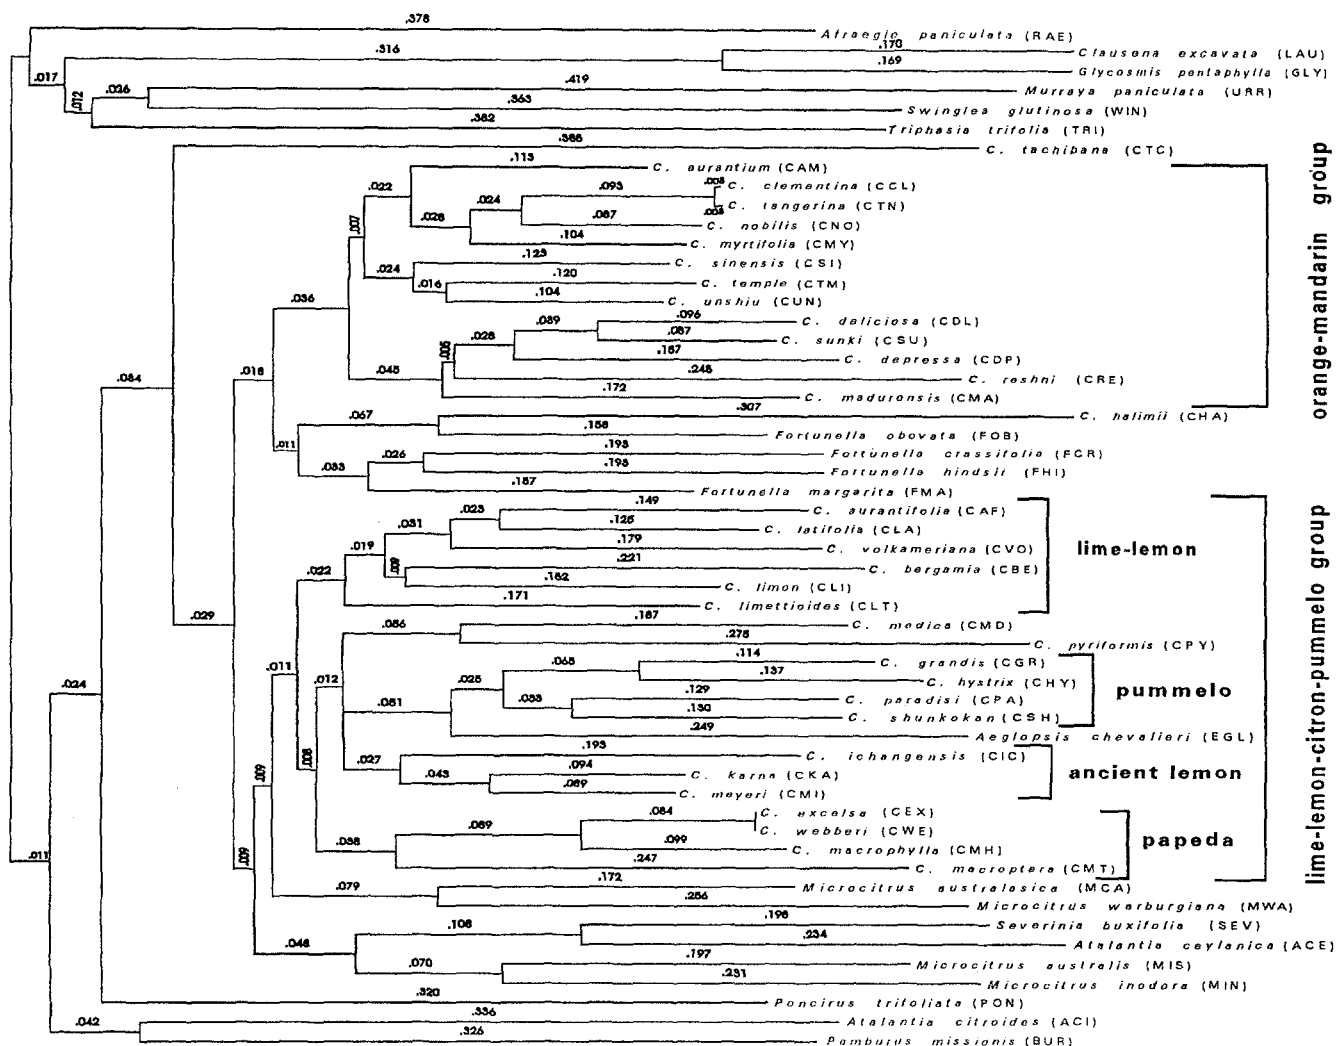 .378
Afraegle paniculata (RAE)
.316
.170
Clausena excavata (LAU)
.169
Glycosmis pentaphylla (GLY)
.017
.012
.026
.419
Murraya paniculata (URR)
.363
Swinglea glutinosa (WIN)
.382
Triphasia trifolia (TRI)
.388
C. tachibana (CTC)
.113
C. aurantium (CAM)
.022
.093
.008
C. clementina (CCL)
.008
C. tangerina (CTN)
.024
.028
.087
C. nobilis (CNO)
.007
.104
C. myrtifolia (CMY)
.123
C. sinensis (CSI)
.024
.120
C. temple (CTM)
.016
.104
C. unshiu (CUN)
.036
.096
C. deliciosa (CDL)
.039
.087
C. sunki (CSU)
.028
.005
.187
C. depressa (CDP)
.045
.248
C. reshni (CRE)
.172
C. maduronsis (CMA)
orange-mandarin group
.084
.018
.307
C. halimii (CHA)
.067
.158
Fortunella obovata (FOB)
.011
.193
Fortunella crassifolia (FCR)
.026
.193
Fortunella hindsii (FHI)
.033
.187
Fortunella margarita (FMA)
.149
C. aurantifolia (CAF)
.023
.125
C. latifolia (CLA)
.031
.179
C. volkameriana (CVO)
lime-lemon
.019
.009
.221
C. bergamia (CBE)
.182
C. limon (CLI)
.022
.171
C. limettioides (CLT)
.029
.187
C. medica (CMD)
.086
.278
C. pyriformis (CPY)
.011
.114
C. grandis (CGR)
.065
.137
C. hystrix (CHY)
.024
.012
.025
.129
C. paradisi (CPA)
pummelo
.033
.130
C. shunkokan (CSH)
.081
.249
Aeglopsis chevalieri (EGL)
.008
.193
C. ichangensis (CIC)
.027
.094
C. karna (CKA)
ancient lemon
.043
.089
C. meyeri (CMI)
.009
.084
C. excelsa (CEX)
C. webberi (CWE)
.089
.099
C. macrophylla (CMH)
papeda
.038
.247
C. macroptera (CMT)
lime-lemon-citron-pummelo group
.011
.009
.172
Microcitrus australasica (MCA)
.079
.256
Microcitrus warburgiana (MWA)
.198
Severinia buxifolia (SEV)
.108
.234
Atalantia ceylanica (ACE)
.048
.197
Microcitrus australis (MIS)
.070
.231
Microcitrus inodora (MIN)
.320
Poncirus trifoliata (PON)
.042
.336
Atalantia citroides (ACI)
.326
Pamburus missionis (BUR)